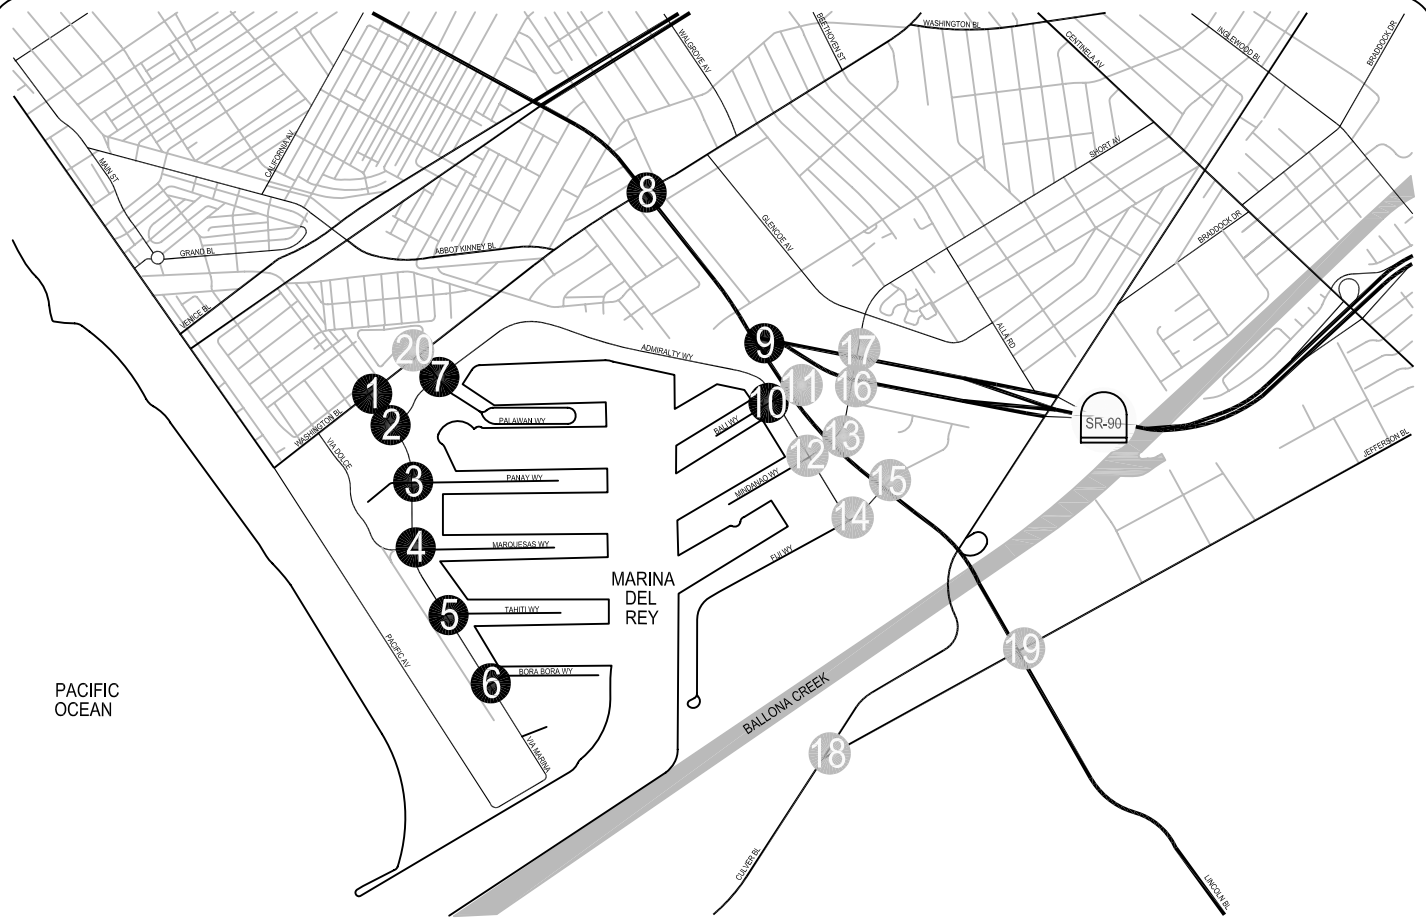 WASHINGTON BL
BEETHOVEN ST
WALGROVE AV
CENTINELA AV
INGLEWOOD BL
BRADDOCK DR
CALIFORNIA AV
MAIN ST
SHORT AV
8
GLENCOE AV
BRADDOCK DR
GRAND BL
ABBOT KINNEY BL
VENICE BL
ALLA RD
9
17
20
ADMIRALTY WY
7
11
16
1
10
PALAWAN WY
BALI WY
SR-90
2
WASHINGTON BL
13
JEFFERSON BL
VIA DOLCE
12
3
PANAY WY
MINDANAO WY
15
14
4
MARQUESAS WY
FIJI WY
MARINA
DEL
REY
5
TAHITI WY
PACIFIC AV
19
6
BORA BORA WY
PACIFIC
OCEAN
BALLONA CREEK
VIA MARINA
18
CULVER BL
LINCOLN BL